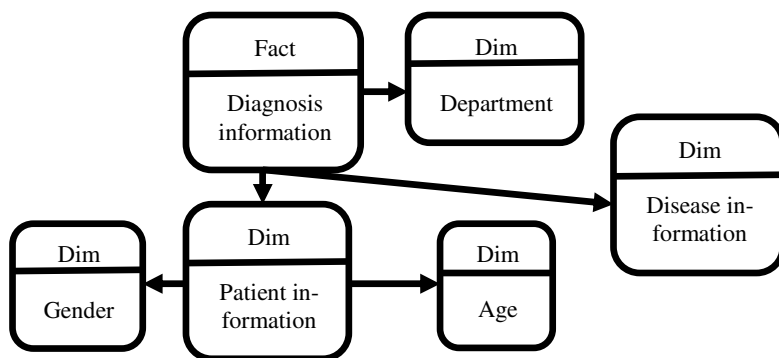 Fact
Diagnosis
information
Dim
Department
Dim
Disease in-
formation
Dim
Gender
Dim
Patient in-
formation
Dim
Age